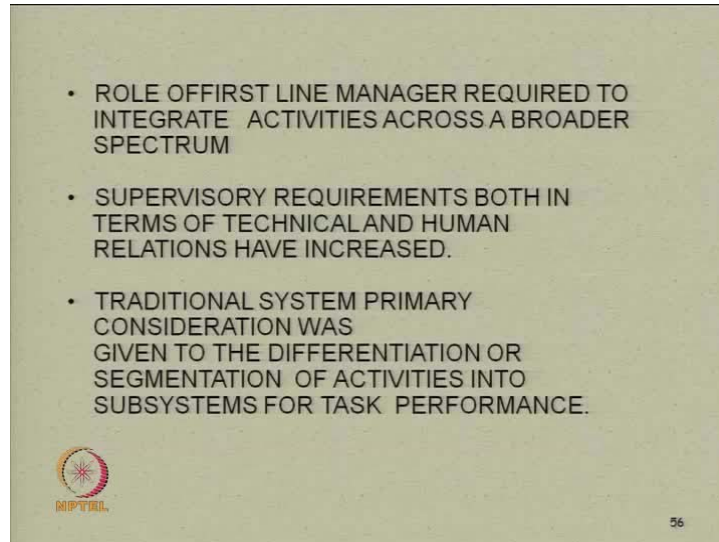 • ROLE OFFIRST LINE MANAGER REQUIRED TO
INTEGRATE ACTIVITIES ACROSS A BROADER
SPECTRUM
• SUPERVISORY REQUIREMENTS BOTH IN
TERMS OF TECHNICALAND HUMAN
RELATIONS HAVE INCREASED.
• TRADITIONAL SYSTEM PRIMARY
CONSIDERATION WAS
GIVEN TO THE DIFFERENTIATION OR
SEGMENTATION OF ACTIVITIES INTO
SUBSYSTEMS FOR TASK PERFORMANCE.
NPTEL
56